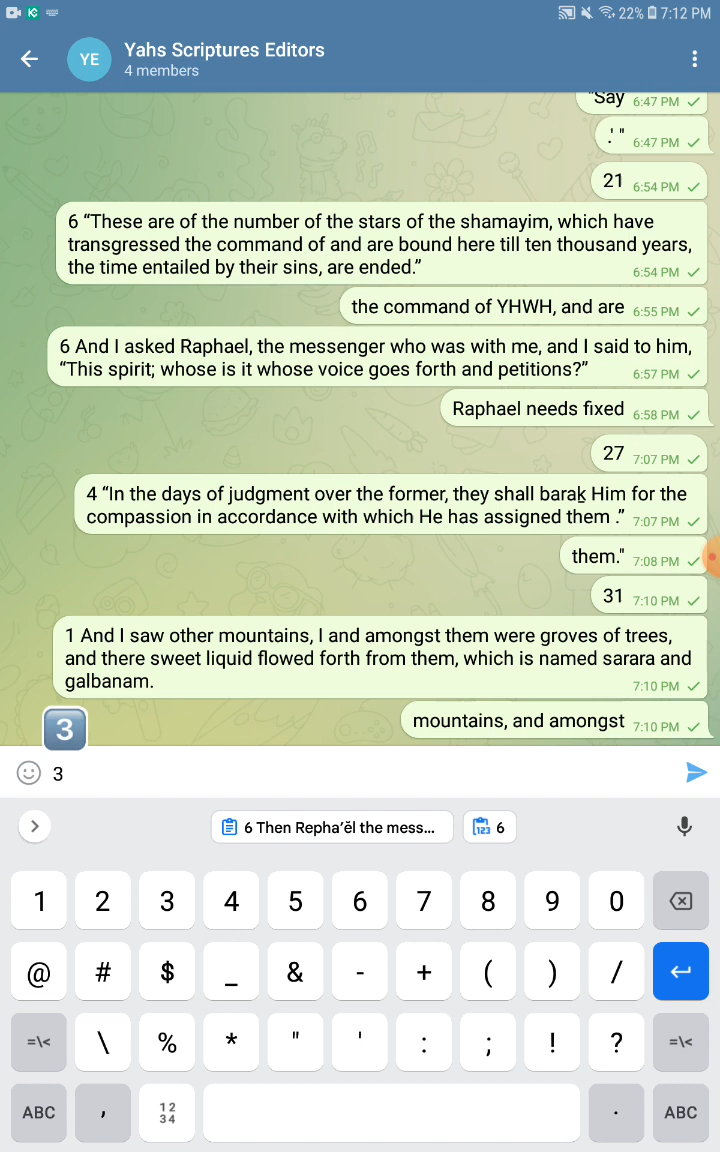 22% 7:12 PM
YE
Yahs Scriptures Editors
4 members
"Say 6:47 PM
.' " 6:47 PM
21 6:54 PM
6 “These are of the number of the stars of the shamayim, which have
transgressed the command of and are bound here till ten thousand years,
the time entailed by their sins, are ended.” 6:54 PM
the command of YHWH, and are 6:55 PM
6 And I asked Raphael, the messenger who was with me, and I said to him,
“This spirit; whose is it whose voice goes forth and petitions?” 6:57 PM
Raphael needs fixed 6:58 PM
27 7:07 PM
4 “In the days of judgment over the former, they shall baraḵ Him for the
compassion in accordance with which He has assigned them .” 7:07 PM
them." 7:08 PM
31 7:10 PM
1 And I saw other mountains, I and amongst them were groves of trees,
and there sweet liquid flowed forth from them, which is named sarara and
galbanam. 7:10 PM
mountains, and amongst 7:10 PM
3
3
6 Then Repha’ĕl the mess... 123 6
1 2 3 4 5 6 7 8 9 0
@ # $ _ & - + ( ) /
=\< \ % * " ' : ; ! ? =\<
ABC , 12 34 . ABC